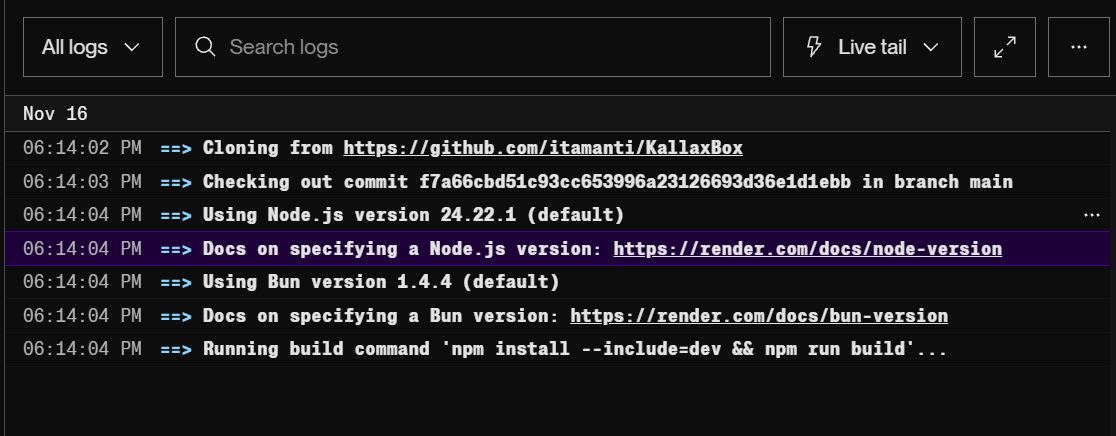 All logs
Search logs
Live tail
Nov 16
06:14:02 PM ==> Cloning from https://github.com/itamanti/KallaxBox
06:14:03 PM ==> Checking out commit f7a66cbd51c93cc653996a23126693d36e1d1ebb in branch main
06:14:04 PM ==> Using Node.js version 24.22.1 (default)
06:14:04 PM ==> Docs on specifying a Node.js version: https://render.com/docs/node-version
06:14:04 PM ==> Using Bun version 1.4.4 (default)
06:14:04 PM ==> Docs on specifying a Bun version: https://render.com/docs/bun-version
06:14:04 PM ==> Running build command 'npm install --include=dev && npm run build'...